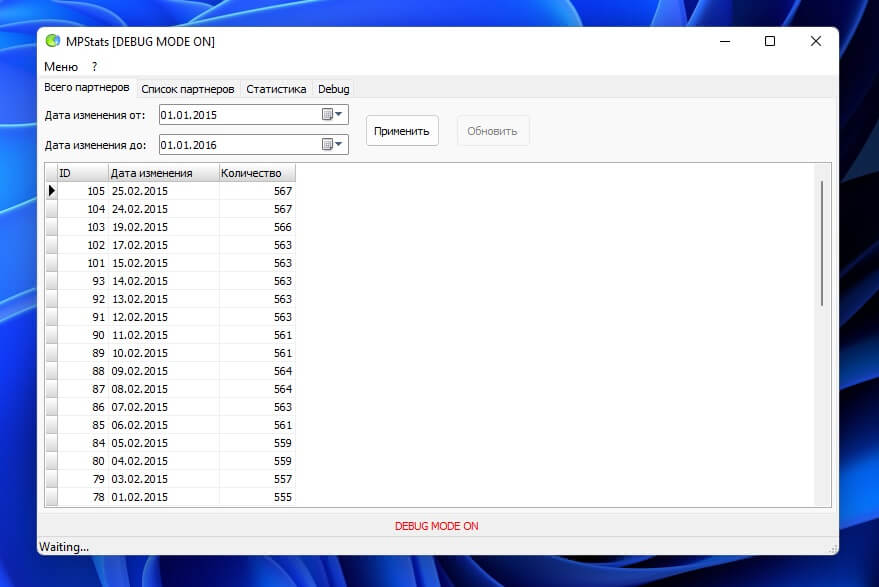 MPStats [DEBUG MODE ON]
Меню ?
Всего партнеров Список партнеров Статистика Debug
Дата изменения от: 01.01.2015
Применить Обновить
Дата изменения до: 01.01.2016
ID Дата изменения Количество
105 25.02.2015 567
104 24.02.2015 567
103 19.02.2015 566
102 17.02.2015 563
101 15.02.2015 563
93 14.02.2015 563
92 13.02.2015 563
91 12.02.2015 563
90 11.02.2015 561
89 10.02.2015 561
88 09.02.2015 564
87 08.02.2015 564
86 07.02.2015 563
85 06.02.2015 561
84 05.02.2015 559
80 04.02.2015 559
79 03.02.2015 557
78 01.02.2015 555
DEBUG MODE ON
Waiting...